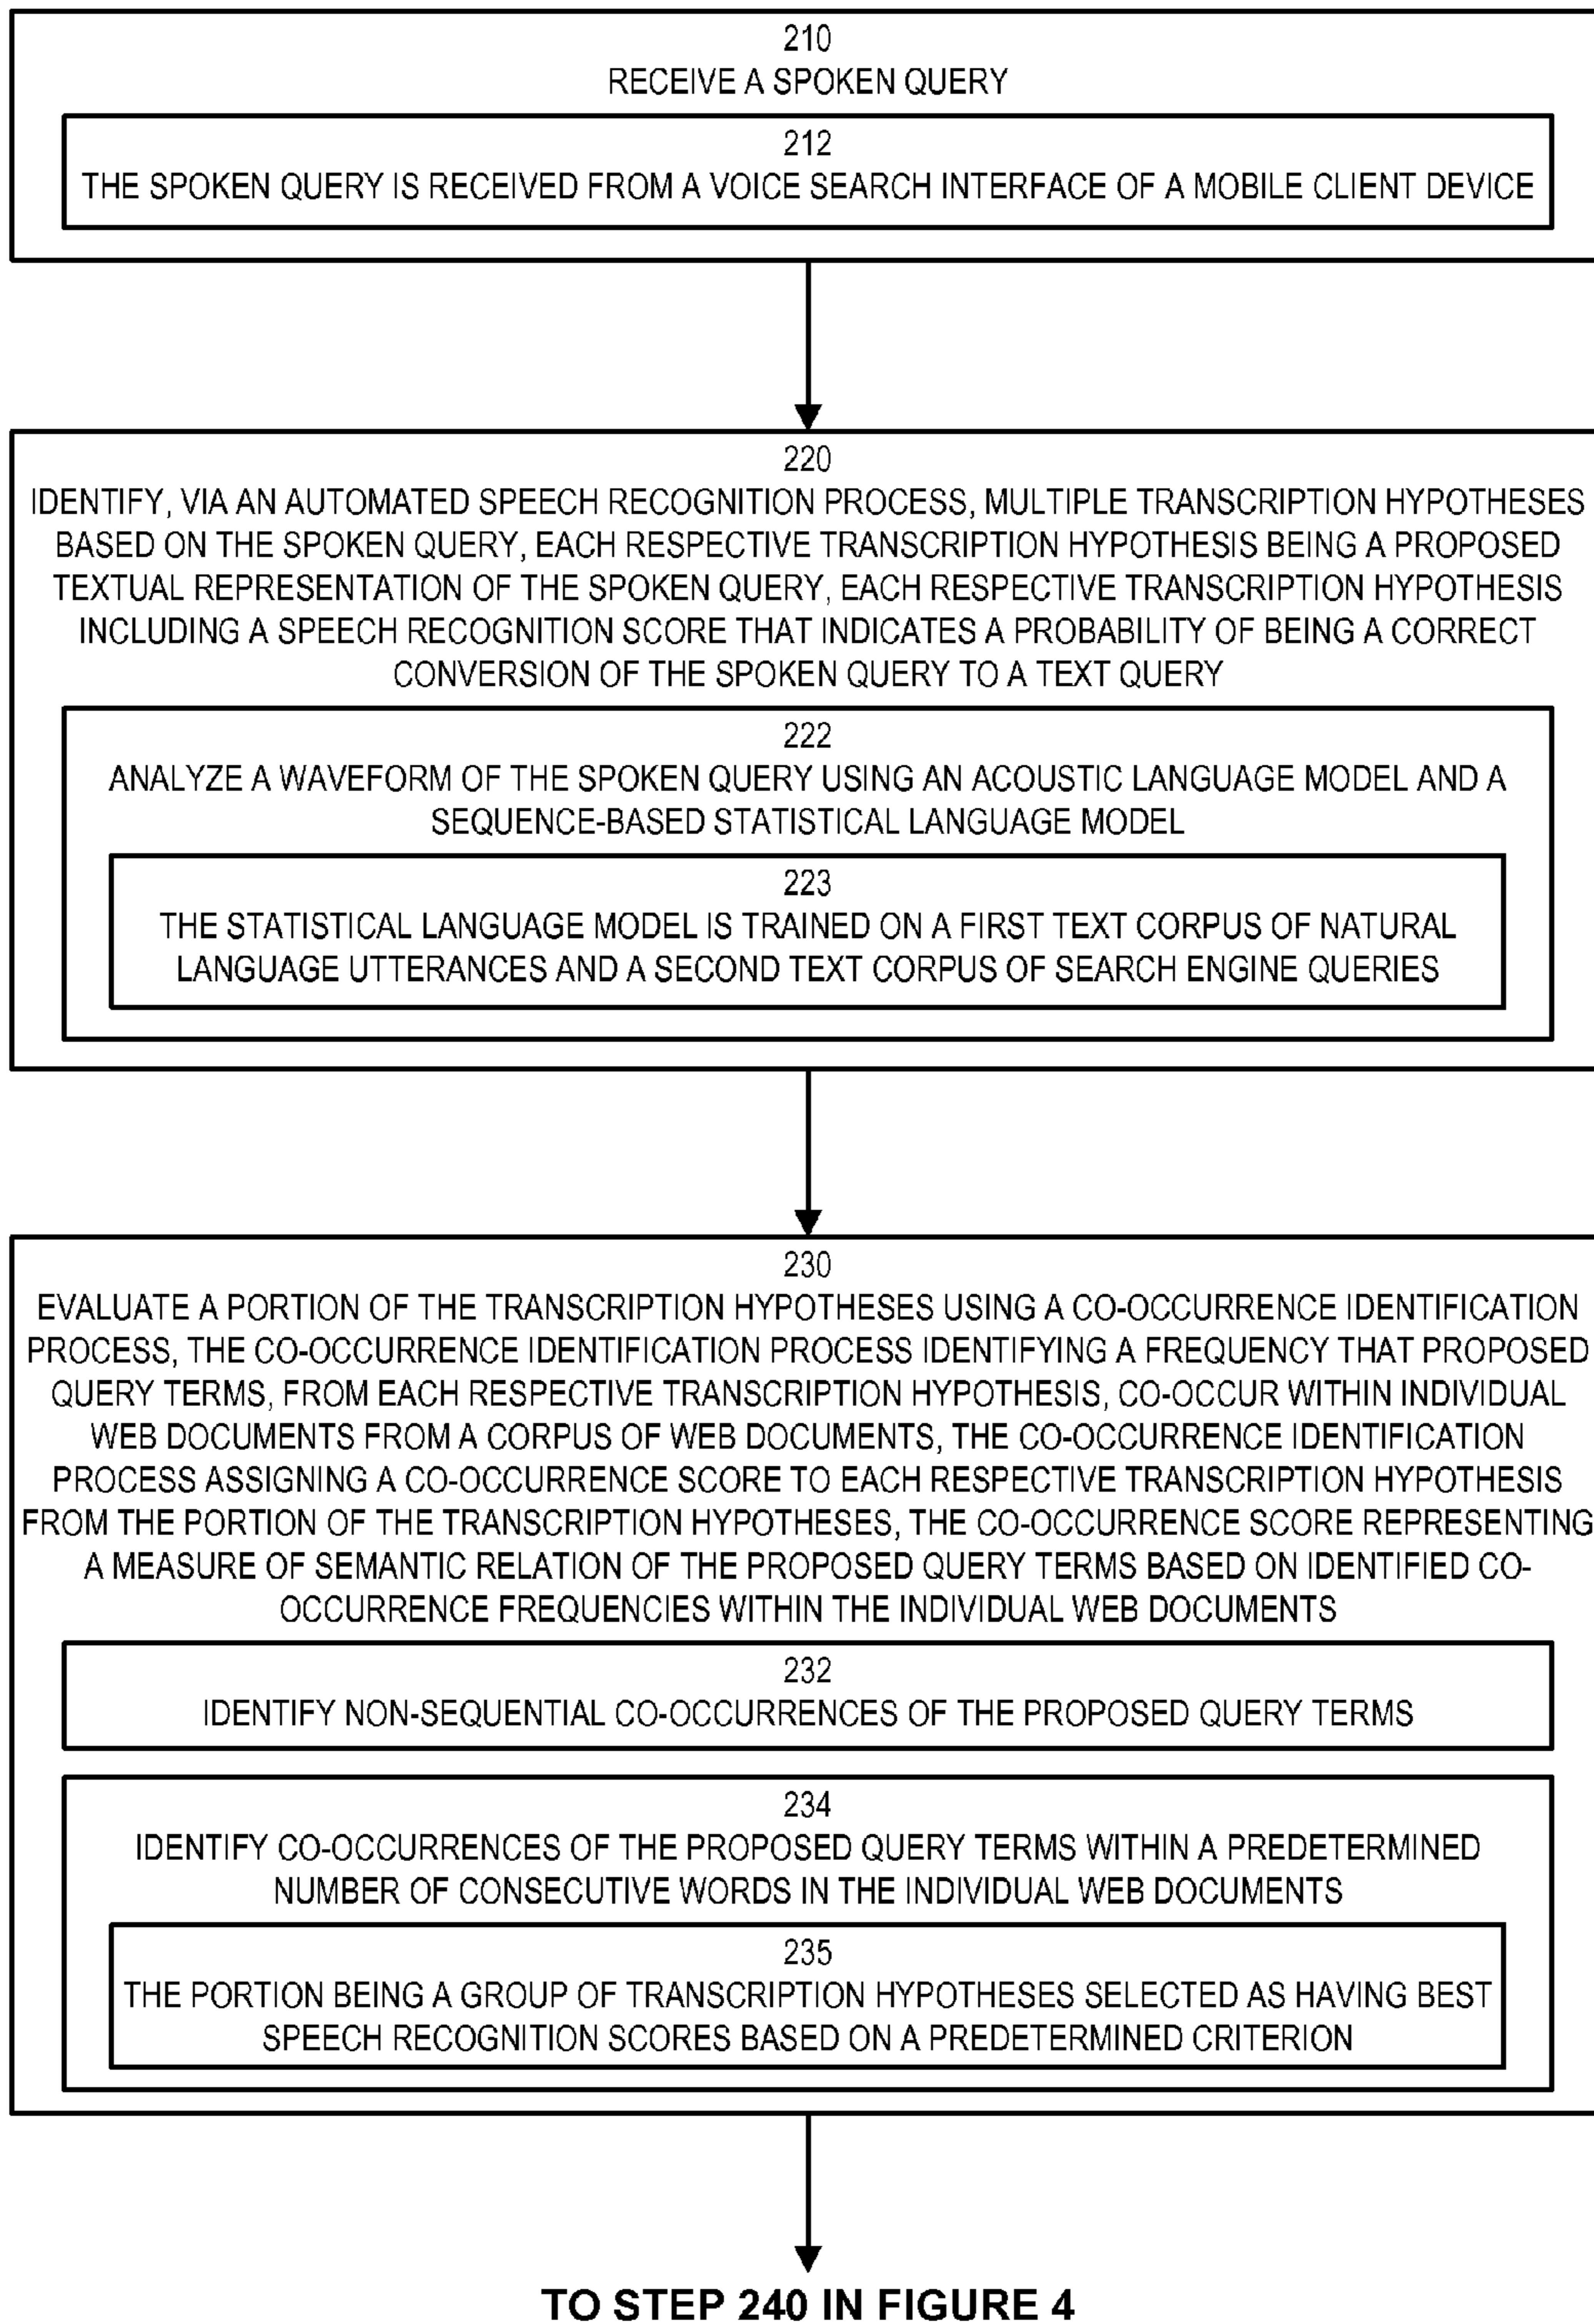 210
RECEIVE A SPOKEN QUERY
212
THE SPOKEN QUERY IS RECEIVED FROM A VOICE SEARCH INTERFACE OF A MOBILE CLIENT DEVICE
220
IDENTIFY, VIA AN AUTOMATED SPEECH RECOGNITION PROCESS, MULTIPLE TRANSCRIPTION HYPOTHESES
BASED ON THE SPOKEN QUERY, EACH RESPECTIVE TRANSCRIPTION HYPOTHESIS BEING A PROPOSED
TEXTUAL REPRESENTATION OF THE SPOKEN QUERY, EACH RESPECTIVE TRANSCRIPTION HYPOTHESIS
INCLUDING A SPEECH RECOGNITION SCORE THAT INDICATES A PROBABILITY OF BEING A CORRECT
CONVERSION OF THE SPOKEN QUERY TO A TEXT QUERY
222
ANALYZE A WAVEFORM OF THE SPOKEN QUERY USING AN ACOUSTIC LANGUAGE MODEL AND A
SEQUENCE-BASED STATISTICAL LANGUAGE MODEL
223
THE STATISTICAL LANGUAGE MODEL IS TRAINED ON A FIRST TEXT CORPUS OF NATURAL
LANGUAGE UTTERANCES AND A SECOND TEXT CORPUS OF SEARCH ENGINE QUERIES
230
EVALUATE A PORTION OF THE TRANSCRIPTION HYPOTHESES USING A CO-OCCURRENCE IDENTIFICATION
PROCESS, THE CO-OCCURRENCE IDENTIFICATION PROCESS IDENTIFYING A FREQUENCY THAT PROPOSED
QUERY TERMS, FROM EACH RESPECTIVE TRANSCRIPTION HYPOTHESIS, CO-OCCUR WITHIN INDIVIDUAL
WEB DOCUMENTS FROM A CORPUS OF WEB DOCUMENTS, THE CO-OCCURRENCE IDENTIFICATION
PROCESS ASSIGNING A CO-OCCURRENCE SCORE TO EACH RESPECTIVE TRANSCRIPTION HYPOTHESIS
FROM THE PORTION OF THE TRANSCRIPTION HYPOTHESES, THE CO-OCCURRENCE SCORE REPRESENTING
A MEASURE OF SEMANTIC RELATION OF THE PROPOSED QUERY TERMS BASED ON IDENTIFIED CO-
OCCURRENCE FREQUENCIES WITHIN THE INDIVIDUAL WEB DOCUMENTS
232
IDENTIFY NON-SEQUENTIAL CO-OCCURRENCES OF THE PROPOSED QUERY TERMS
234
IDENTIFY CO-OCCURRENCES OF THE PROPOSED QUERY TERMS WITHIN A PREDETERMINED
NUMBER OF CONSECUTIVE WORDS IN THE INDIVIDUAL WEB DOCUMENTS
235
THE PORTION BEING A GROUP OF TRANSCRIPTION HYPOTHESES SELECTED AS HAVING BEST
SPEECH RECOGNITION SCORES BASED ON A PREDETERMINED CRITERION
TO STEP 240 IN FIGURE 4